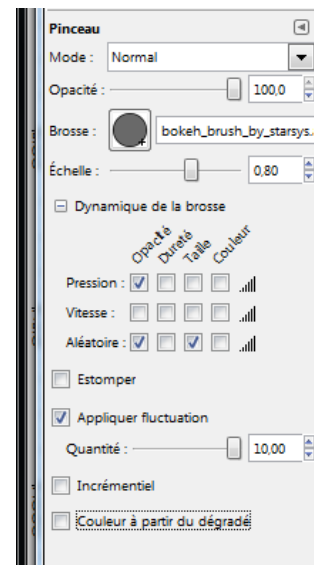 Pinceau
Mode : Normal
Opacité : 100,0
Brosse : bokeh_brush_by_starsys.
Échelle : 0,80
Dynamique de la brosse
Opacité Dureté Taille Couleur
Pression :
Vitesse :
Aléatoire :
Estomper
Appliquer fluctuation
Quantité : 10,00
Incrémentiel
Couleur à partir du dégradé